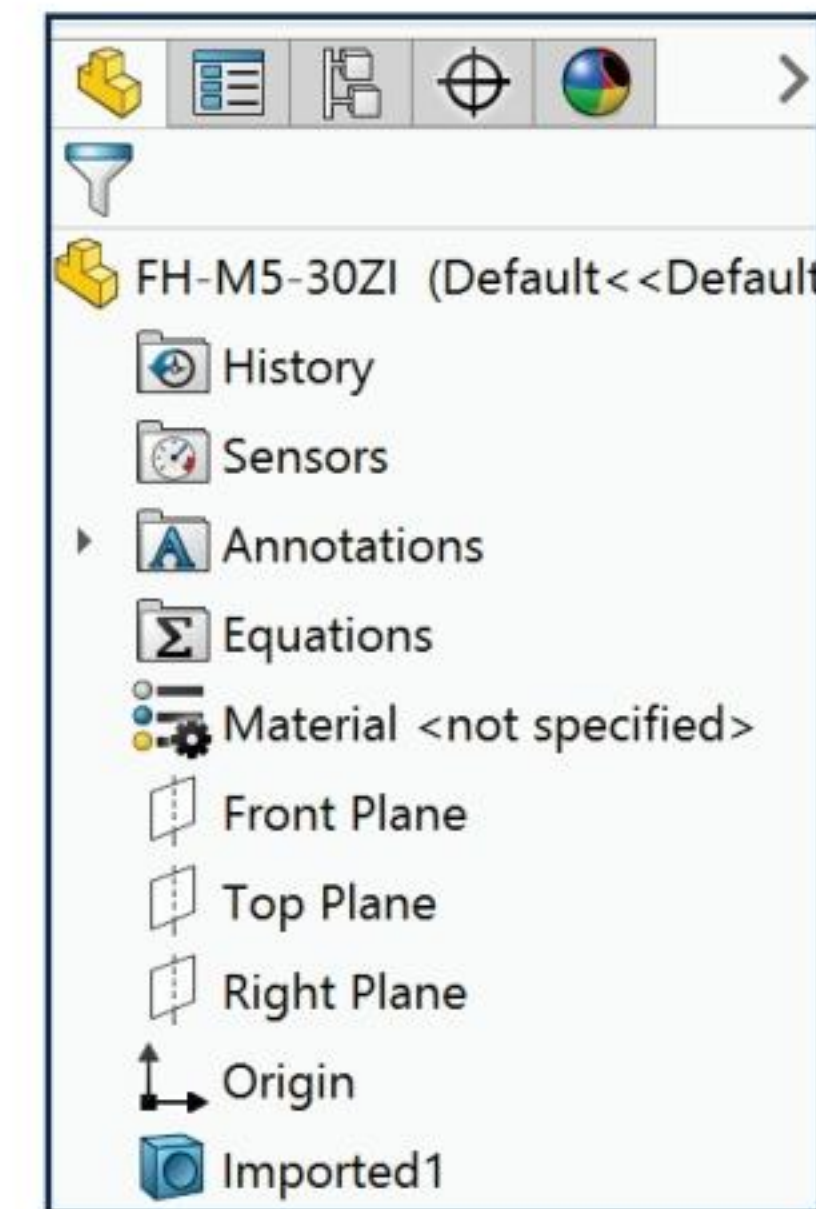 FH-M5-30ZI (Default<<Default
History
Sensors
Annotations
Equations
Material <not specified>
Front Plane
Top Plane
Right Plane
Origin
Imported1